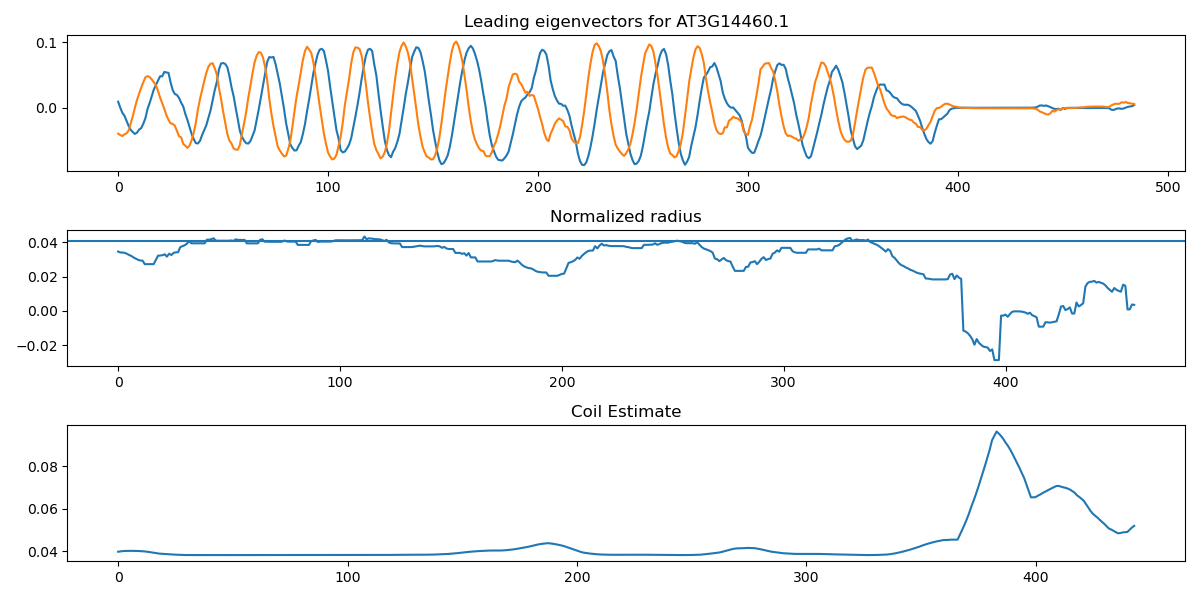 Leading eigenvectors for AT3G14460.1
0.1
0.0
0 100 200 300 400 500
Normalized radius
0.04
0.02
0.00
−0.02
0 100 200 300 400
Coil Estimate
0.08
0.06
0.04
0 100 200 300 400